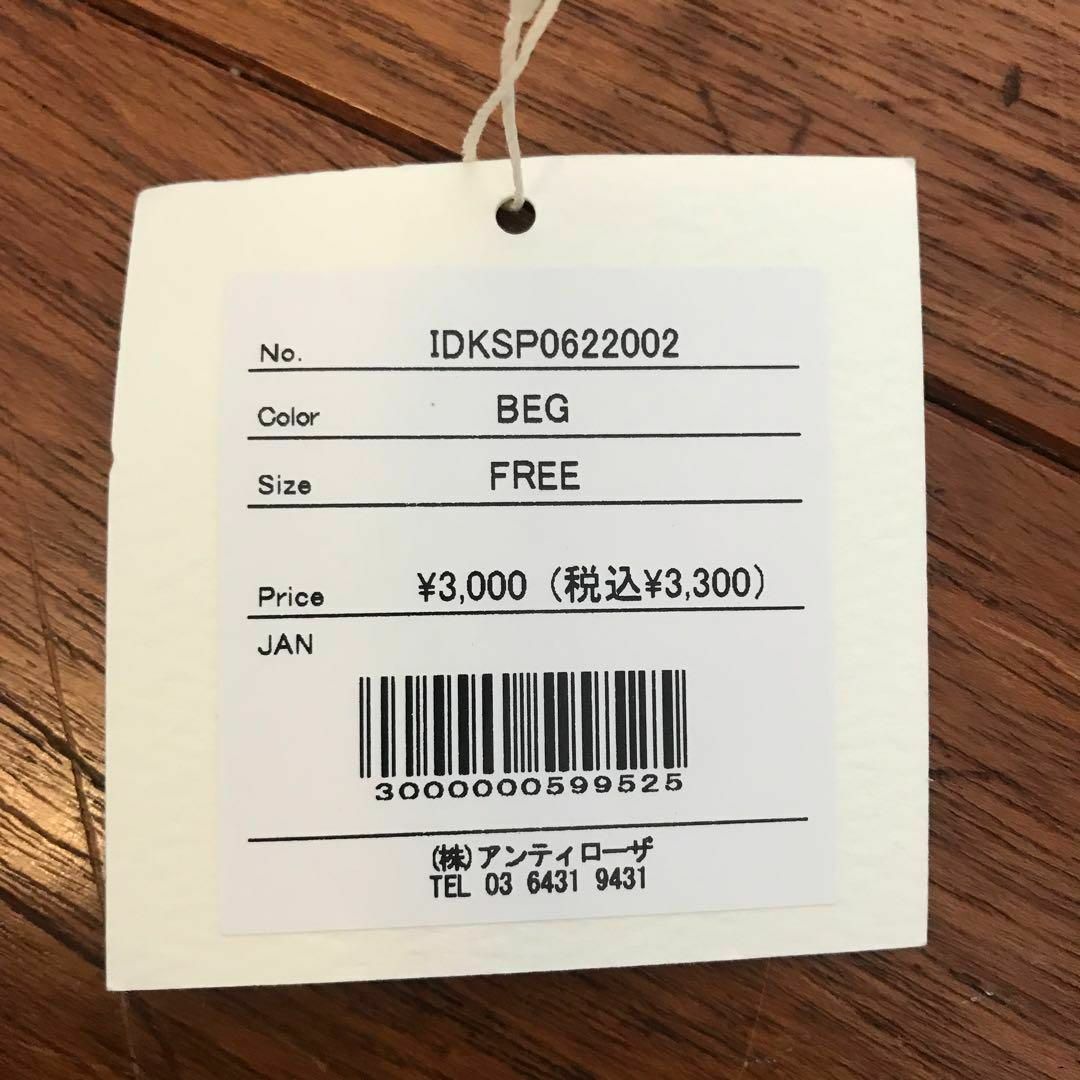 No. IDKSP0622002
Color BEG
Size FREE
Price ¥3,000 (税込¥3,300)
JAN
3000000599525
(株)アンティローザ
TEL 03 6431 9431